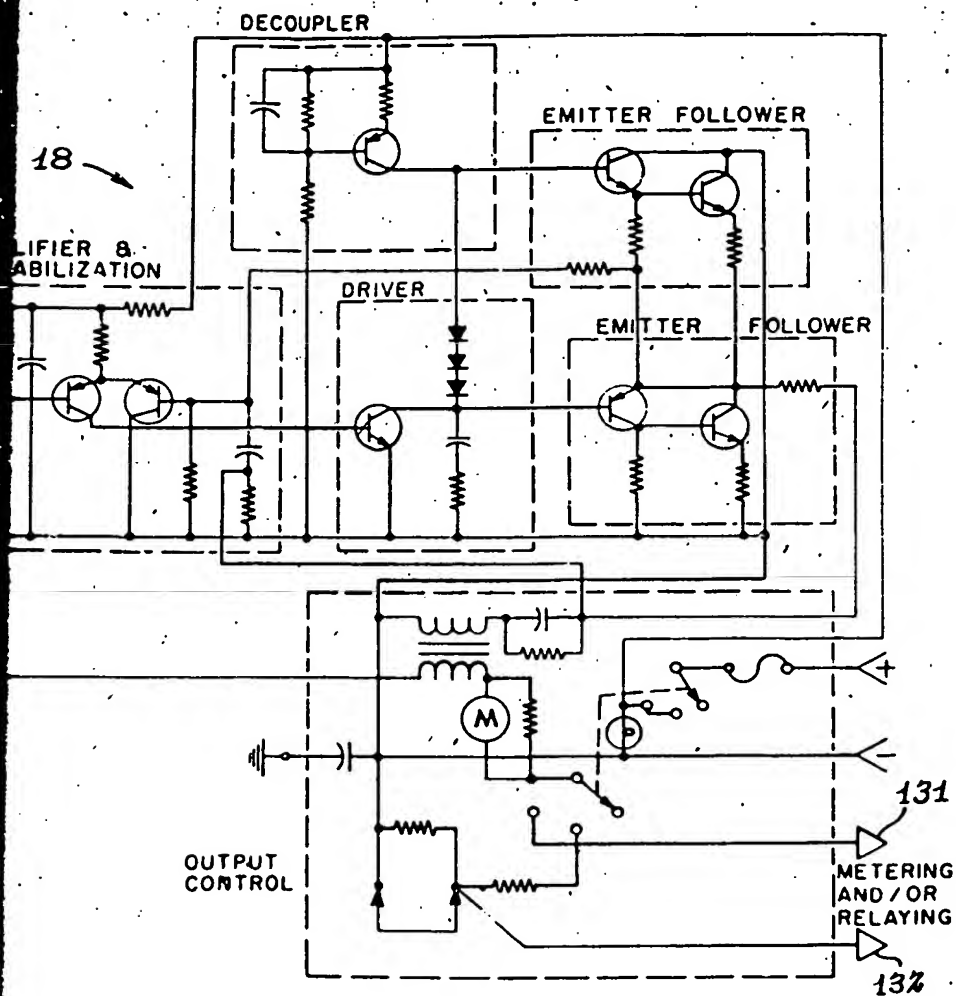 DECOUPLER
EMITTER FOLLOWER
18
LIFIER &
ABILIZATION
DRIVER
EMITTER FOLLOWER
M
+
-
131
OUTPUT
CONTROL
METERING
AND/OR
RELAYING
132